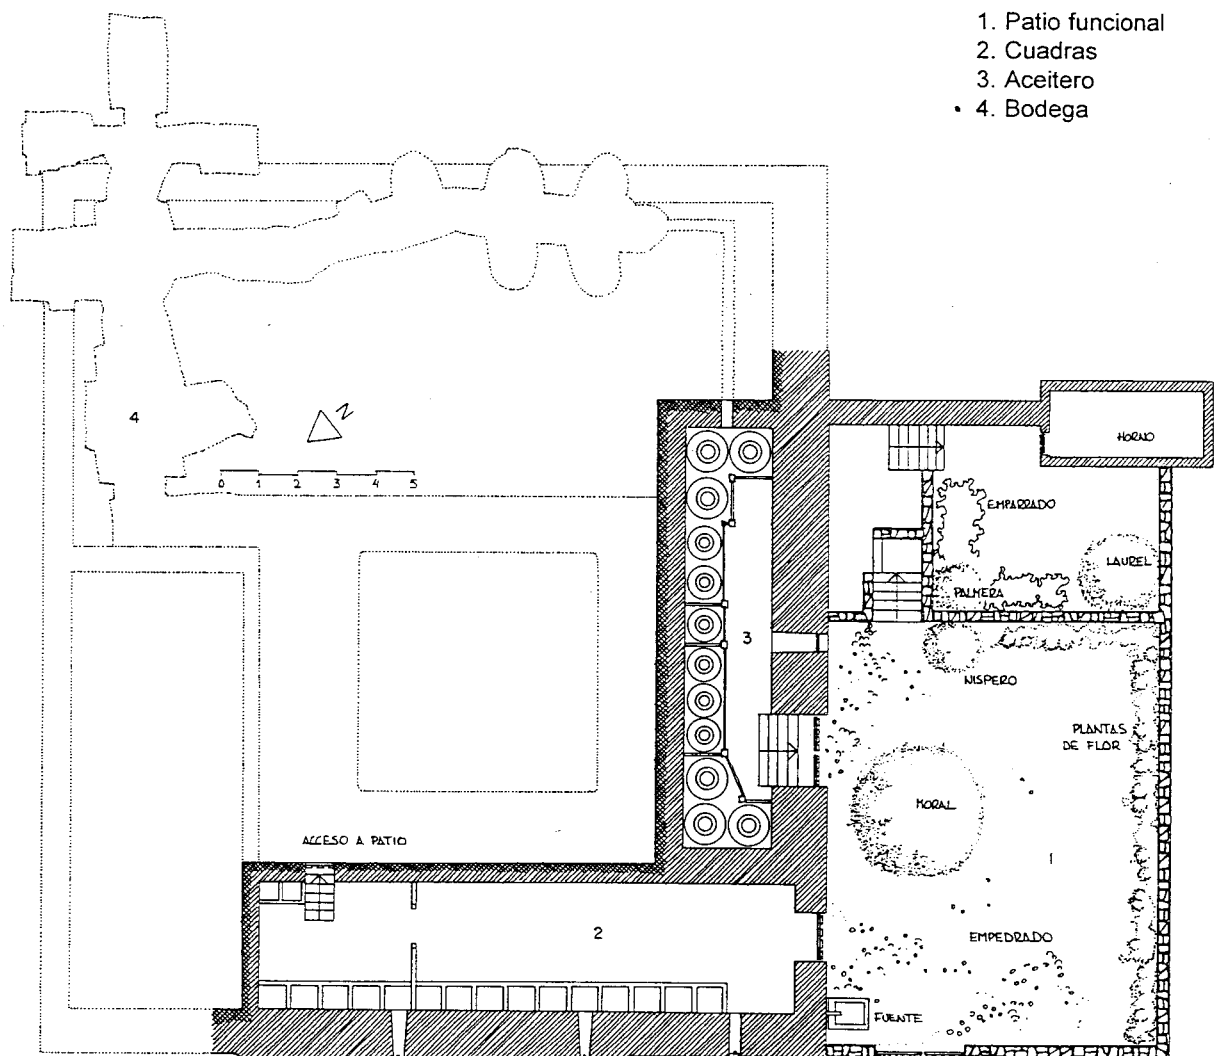 1. Patio funcional
2. Cuadras
3. Aceitero
4. Bodega
4
N
0 1 2 3 4 5
HORNO
EMPARRADO
LAUREL
PALMERA
3
NISPERO
PLANTAS
DE FLOR
MORAL
ACCESO A PATIO
1
2
EMPEDRADO
FUENTE